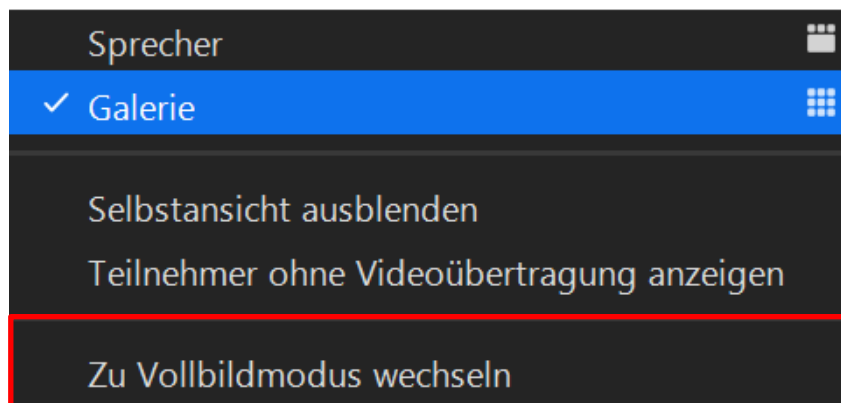 Sprecher
Galerie
Selbstansicht ausblenden
Teilnehmer ohne Videoübertragung anzeigen
Zu Vollbildmodus wechseln